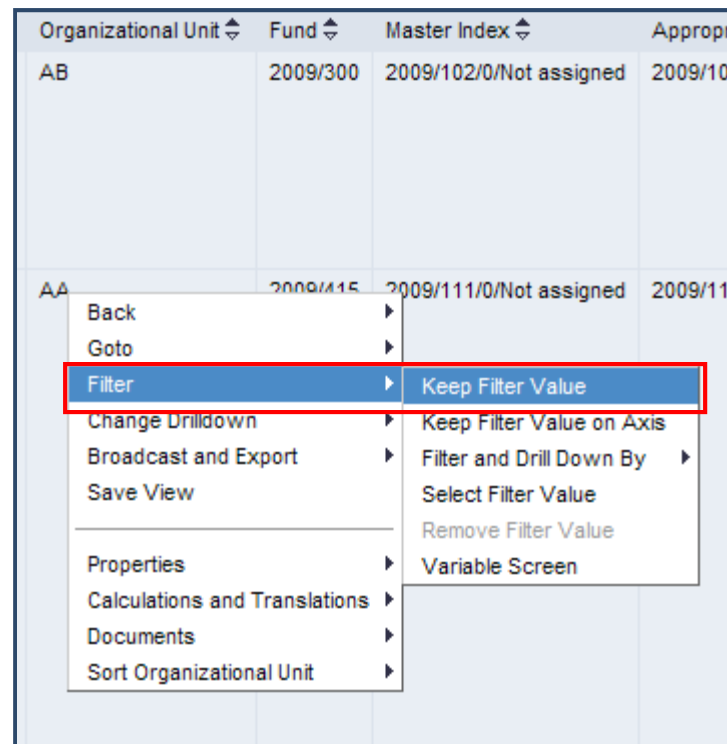 Organizational Unit Fund Master Index Appropr
AB 2009/300 2009/102/0/Not assigned 2009/10
AA 2009/415 2009/111/0/Not assigned 2009/11
Back
Goto
Filter Keep Filter Value
Change Drilldown Keep Filter Value on Axis
Broadcast and Export Filter and Drill Down By
Save View Select Filter Value
Remove Filter Value
Properties Variable Screen
Calculations and Translations
Documents
Sort Organizational Unit